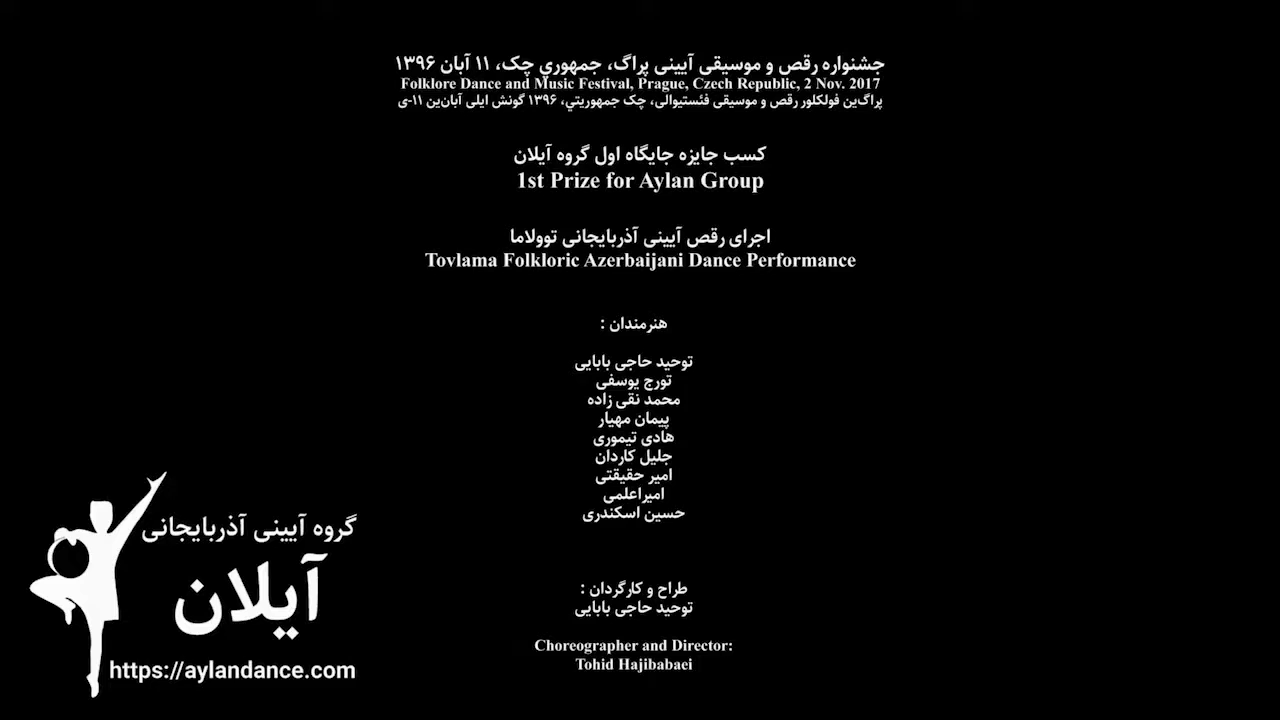 جشنواره رقص و موسیقی آیینی پراگ، جمهوري چک، ۱۱ آبان ۱۳۹۶
Folklore Dance and Music Festival, Prague, Czech Republic, 2 Nov. 2017
پراگ‌ین فولکلور رقص و موسیقی فئستیوالی، چک جمهوریتي، ۱۳۹۶ گونش ایلی آبان‌ین ۱۱-ی
کسب جایزه جایگاه اول گروه آیلان
1st Prize for Aylan Group
اجرای رقص آیینی آذربایجانی توولاما
Tovlama Folkloric Azerbaijani Dance Performance
هنرمندان :
توحید حاجی بابایی
تورج یوسفی
محمد نقی زاده
پیمان مهیار
هادی تیموری
جلیل کاردان
امیر حقیقتی
امیراعلمی
حسین اسکندری
طراح و کارگردان :
توحید حاجی بابایی
Choreographer and Director:
Tohid Hajibabaei
گروه آیینی آذربایجانی
آیلان
https://aylandance.com